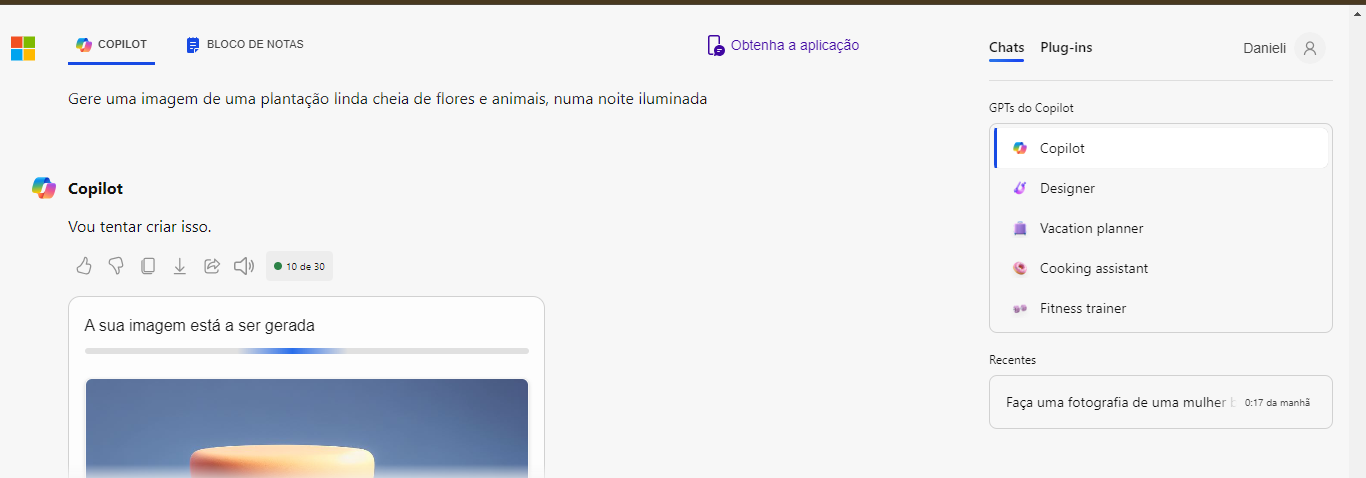 COPILOT
BLOCO DE NOTAS
Obtenha a aplicação
Gere uma imagem de uma plantação linda cheia de flores e animais, numa noite iluminada
Copilot
Vou tentar criar isso.
10 de 30
A sua imagem está a ser gerada
Chats Plug-ins
Danieli
GPTs do Copilot
Copilot
Designer
Vacation planner
Cooking assistant
Fitness trainer
Recentes
Faça uma fotografia de uma mulher b 0:17 da manhã